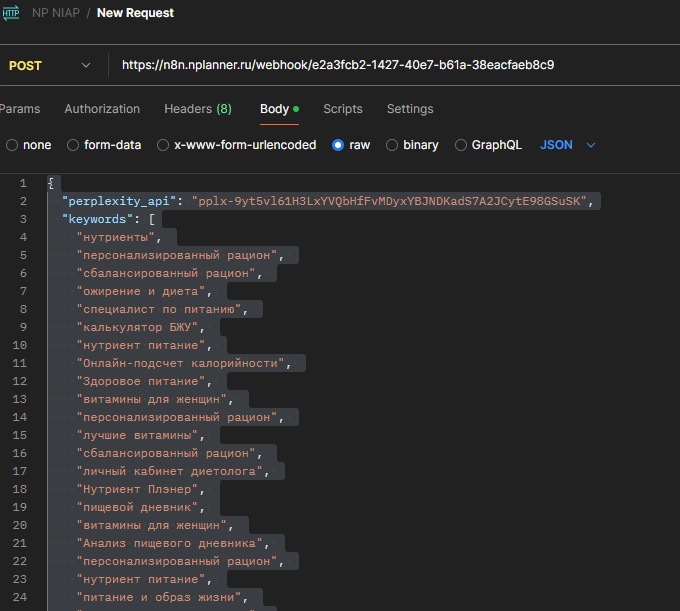 HTTP NP NIAP / New Request
POST https://n8n.nplanner.ru/webhook/e2a3fcb2-1427-40e7-b61a-38eacfaeb8c9
Params Authorization Headers (8) Body Scripts Settings
none form-data x-www-form-urlencoded raw binary GraphQL JSON
1 {
2 "perplexity_api": "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",
3 "keywords": [
4 "нутриенты",
5 "персонализированный рацион",
6 "сбалансированный рацион",
7 "ожирение и диета",
8 "специалист по питанию",
9 "калькулятор БЖУ",
10 "нутриент питание",
11 "Онлайн-подсчет калорийности",
12 "Здоровое питание",
13 "витамины для женщин",
14 "персонализированный рацион",
15 "лучшие витамины",
16 "сбалансированный рацион",
17 "личный кабинет диетолога",
18 "Нутриент Плэнер",
19 "пищевой дневник",
20 "витамины для женщин",
21 "Анализ пищевого дневника",
22 "персонализированный рацион",
23 "нутриент питание",
24 "питание и образ жизни",